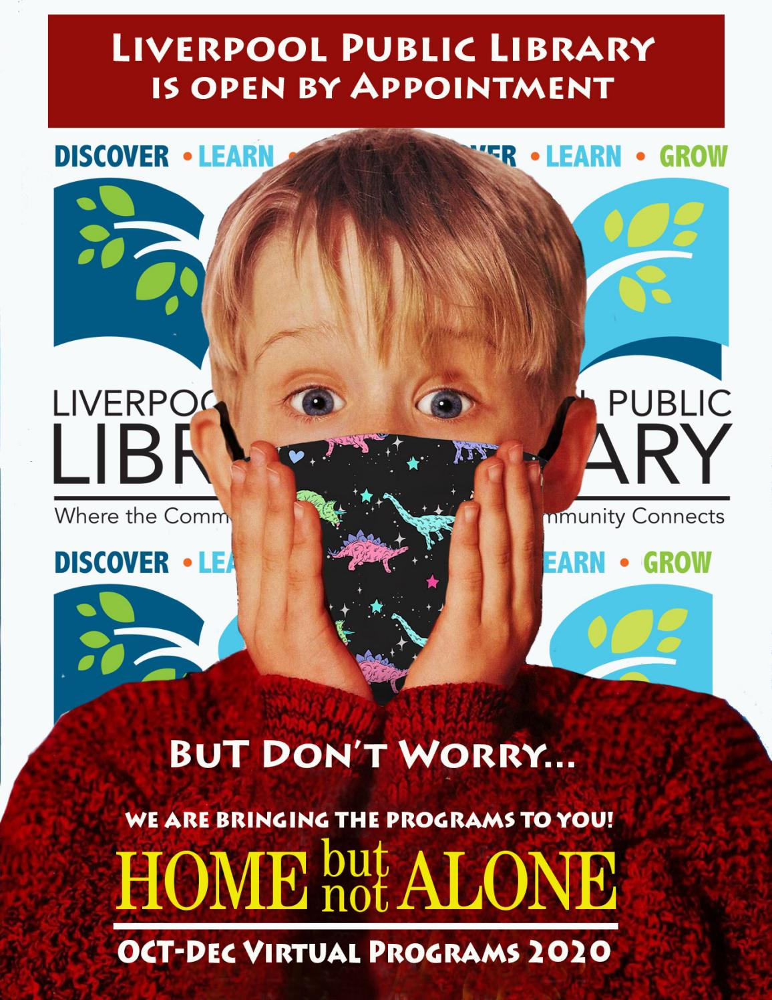 LIVERPOOL PUBLIC LIBRARY
IS OPEN BY APPOINTMENT
DISCOVER • LEARN • VER • LEARN • GROW
LIVERPOO L PUBLIC
LIBR ARY
Where the Comm mmunity Connects
DISCOVER • LEA EARN • GROW
BUT DON'T WORRY...
WE ARE BRINGING THE PROGRAMS TO YOU!
HOME but not ALONE
OCT-DEC VIRTUAL PROGRAMS 2020